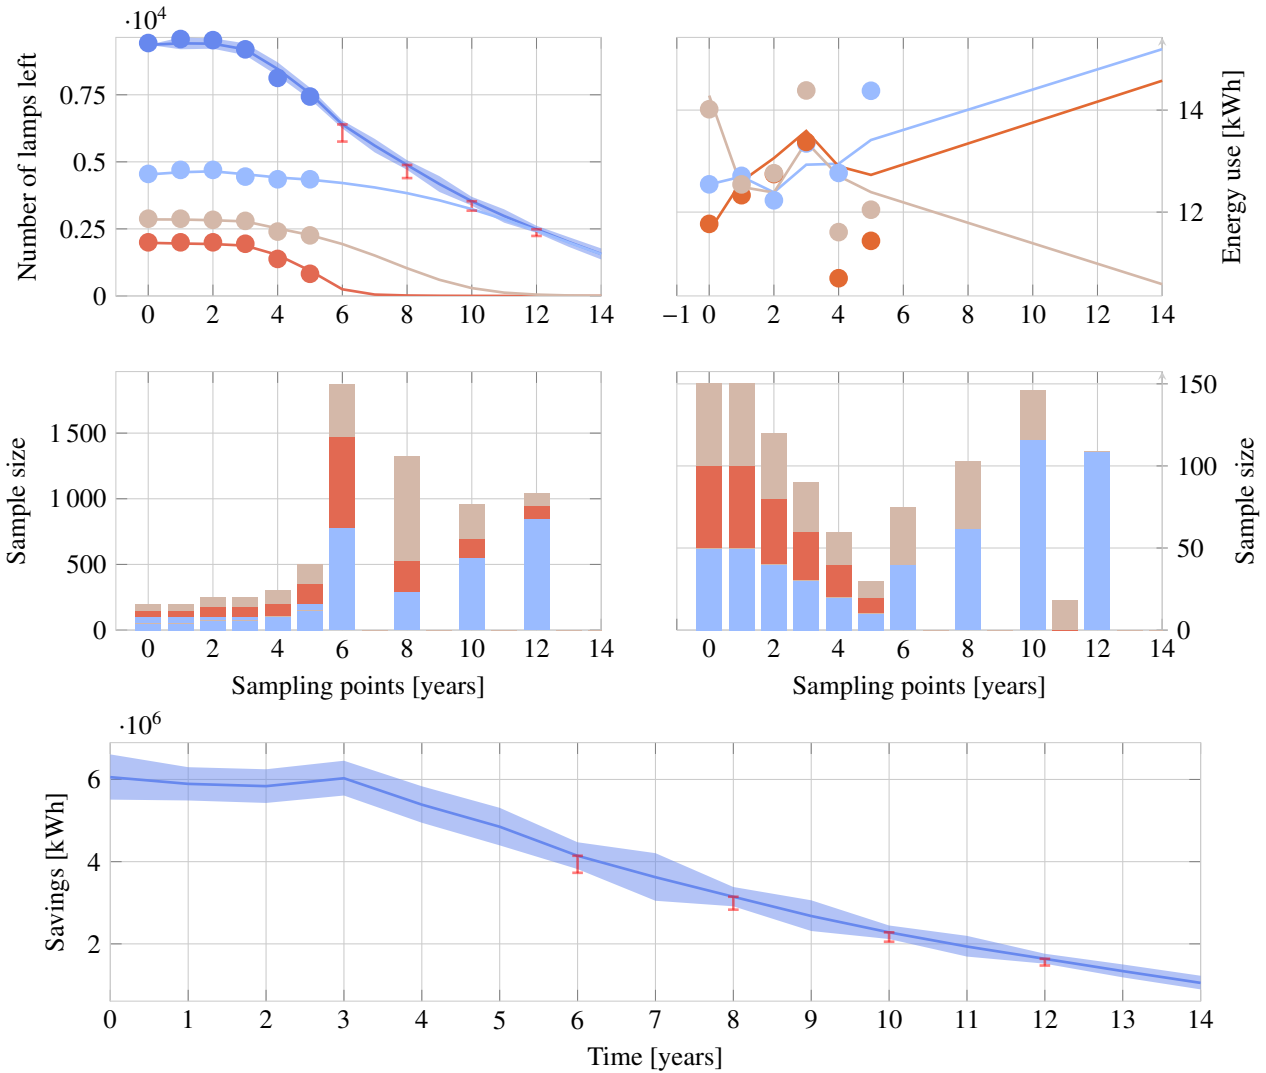 ·10⁴
Number of lamps left
0.75
0.5
0.25
0
0 2 4 6 8 10 12 14
Energy use [kWh]
14
12
−1 0 2 4 6 8 10 12 14
Sample size
1 500
1 000
500
0
0 2 4 6 8 10 12 14
Sampling points [years]
Sample size
150
100
50
0
0 2 4 6 8 10 12 14
Sampling points [years]
·10⁶
Savings [kWh]
6
4
2
0 1 2 3 4 5 6 7 8 9 10 11 12 13 14
Time [years]